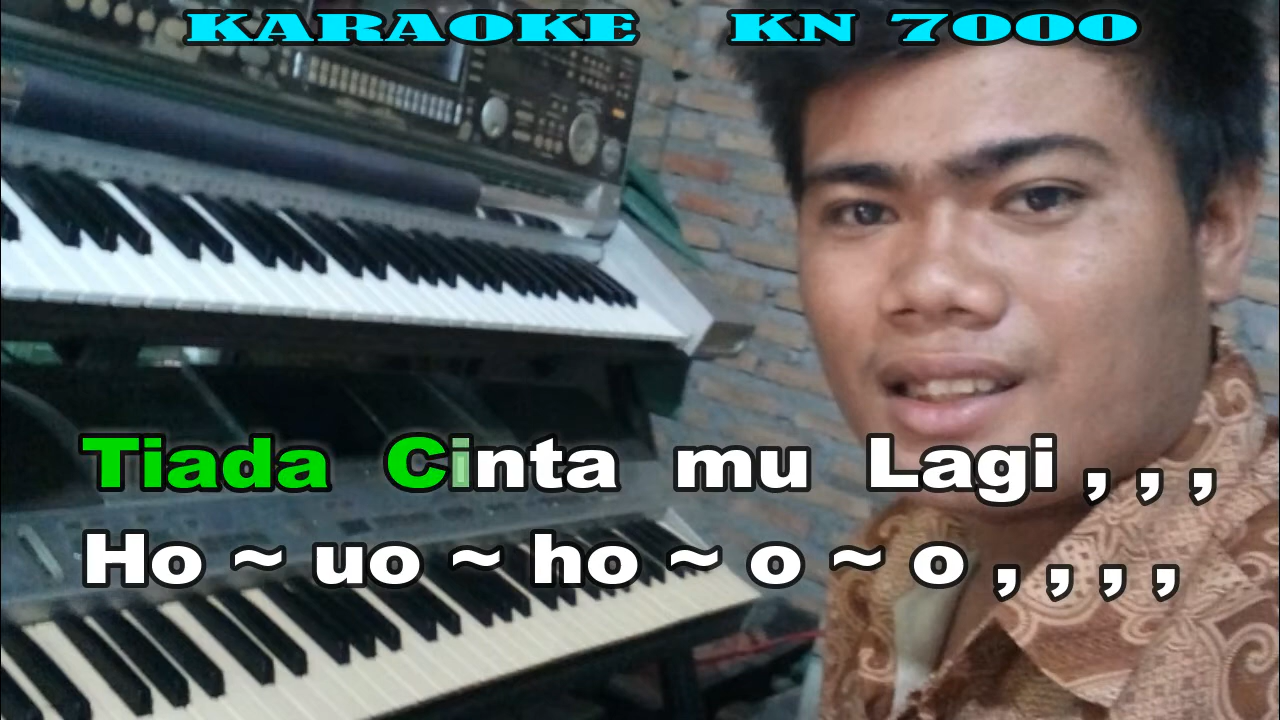 KARAOKE KN 7000
Tiada Cinta mu Lagi , , ,
Ho ~ uo ~ ho ~ o ~ o , , , ,